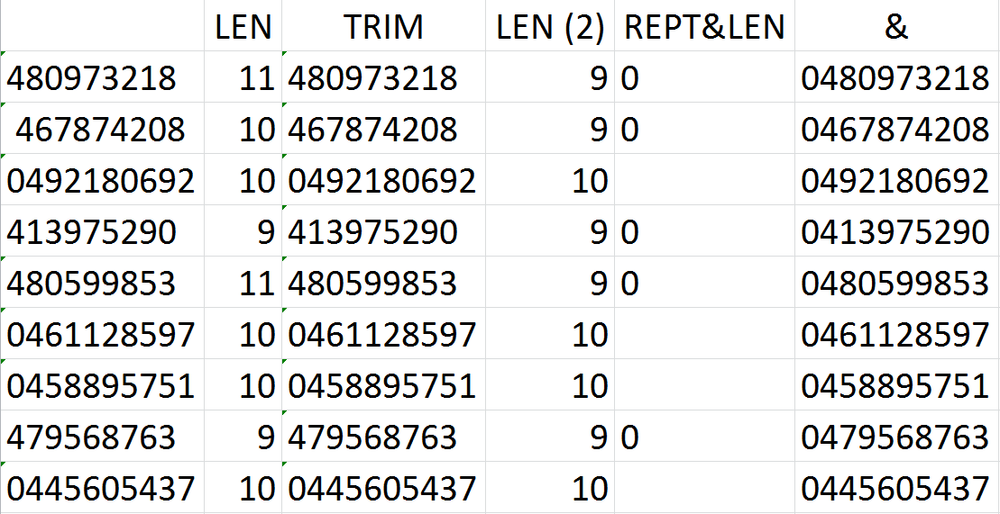 LEN TRIM LEN (2) REPT&LEN &
480973218 11 480973218 9 0 0480973218
467874208 10 467874208 9 0 0467874208
0492180692 10 0492180692 10 0492180692
413975290 9 413975290 9 0 0413975290
480599853 11 480599853 9 0 0480599853
0461128597 10 0461128597 10 0461128597
0458895751 10 0458895751 10 0458895751
479568763 9 479568763 9 0 0479568763
0445605437 10 0445605437 10 0445605437